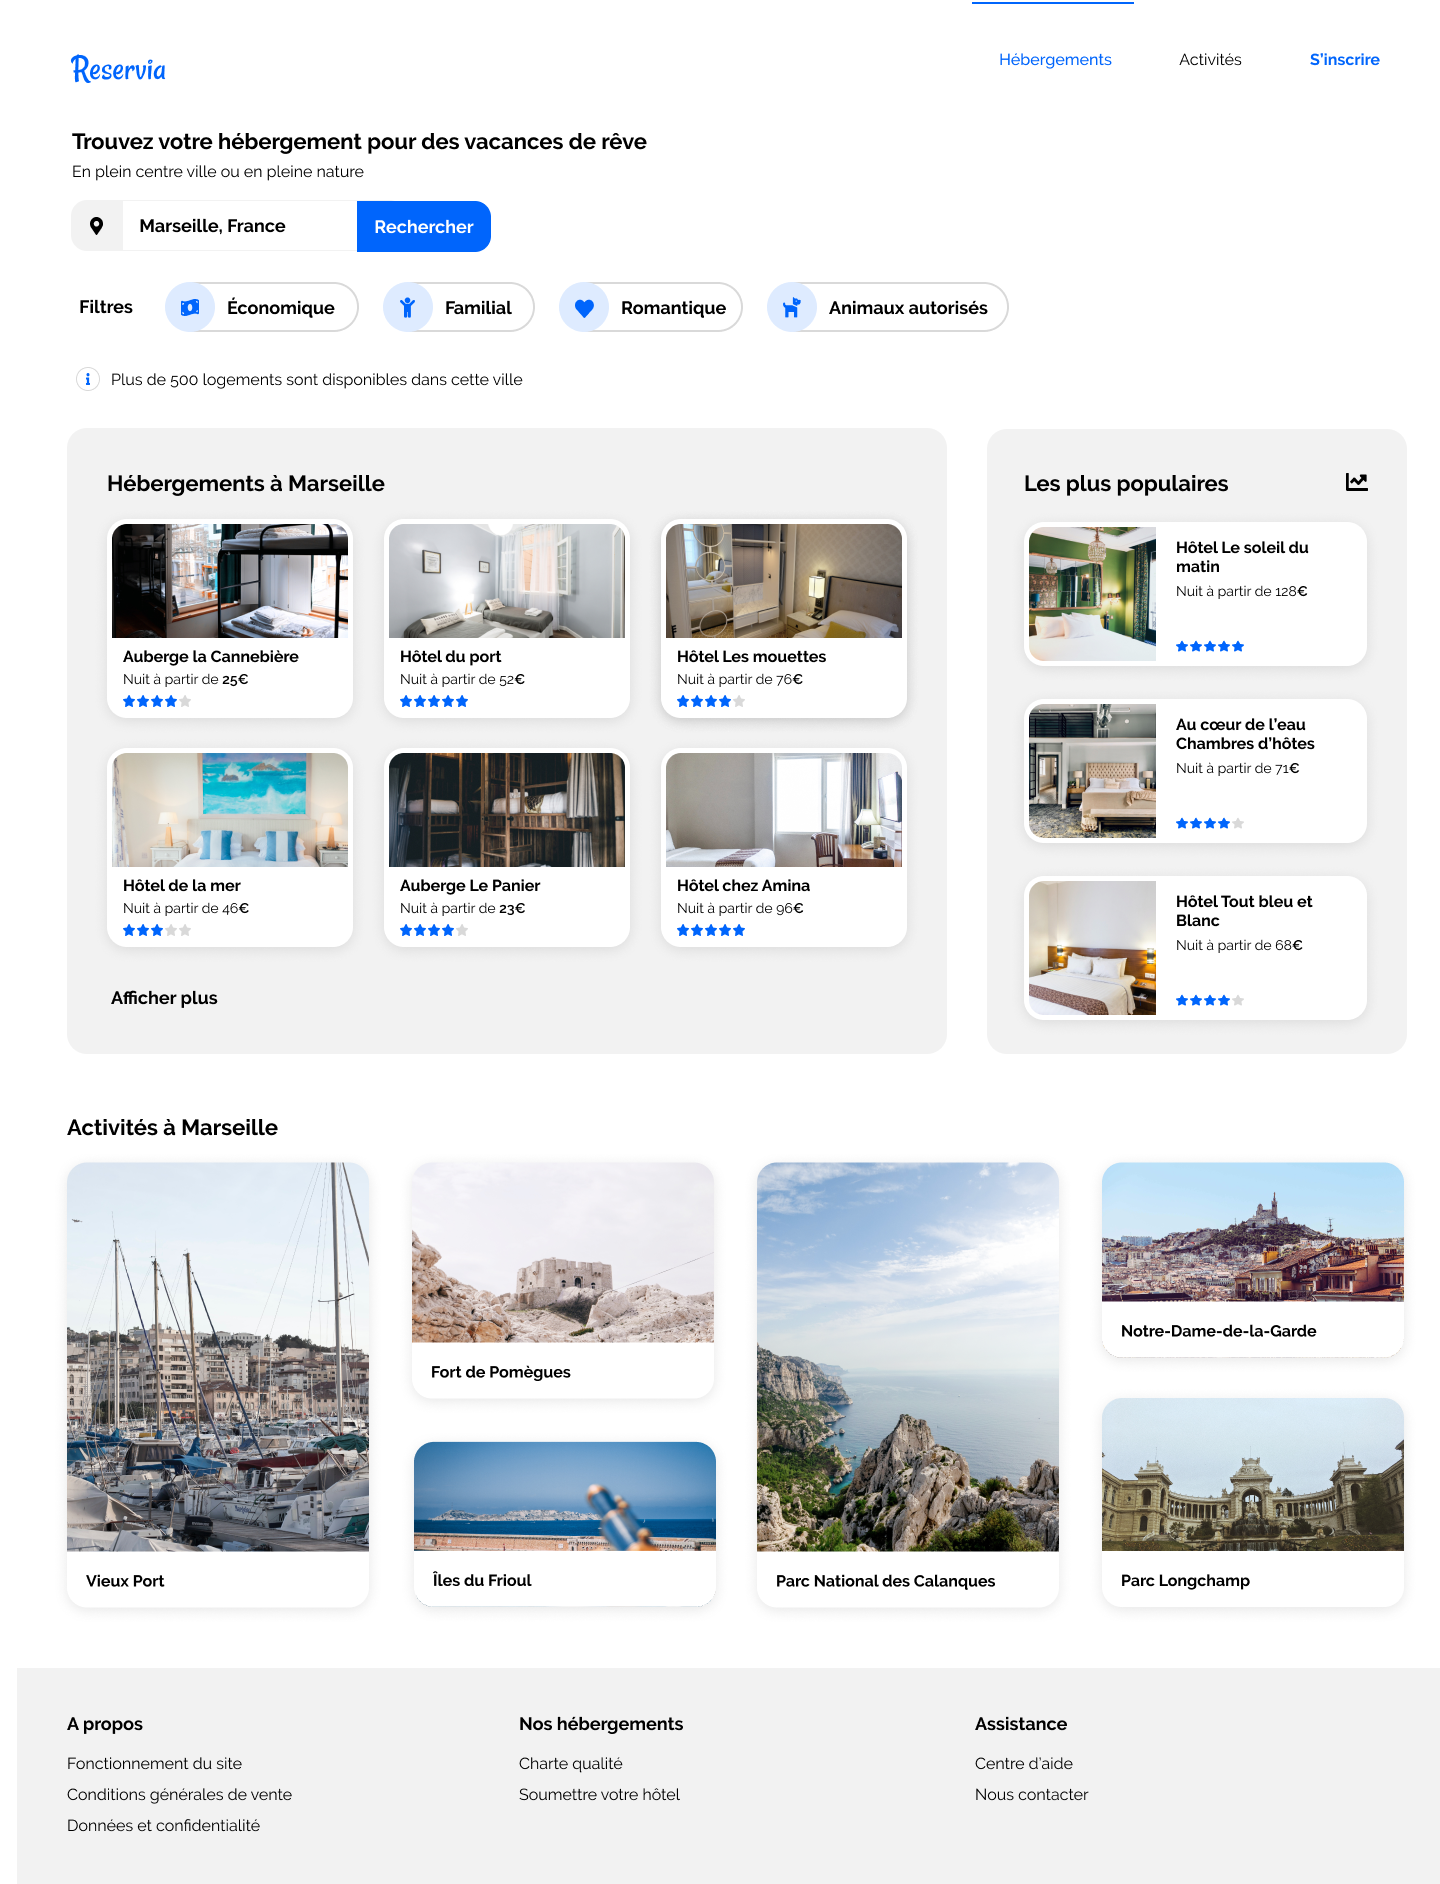 Reservia
Hébergements
Activités
S'inscrire
Trouvez votre hébergement pour des vacances de rêve
En plein centre ville ou en pleine nature
Marseille, France
Rechercher
Filtres
Économique
Familial
Romantique
Animaux autorisés
Plus de 500 logements sont disponibles dans cette ville
Hébergements à Marseille
Auberge la Cannebière
Nuit à partir de 25€
Hôtel du port
Nuit à partir de 52€
Hôtel Les mouettes
Nuit à partir de 76€
Hôtel de la mer
Nuit à partir de 46€
Auberge Le Panier
Nuit à partir de 23€
Hôtel chez Amina
Nuit à partir de 96€
Afficher plus
Les plus populaires
Hôtel Le soleil du
matin
Nuit à partir de 128€
Au cœur de l'eau
Chambres d'hôtes
Nuit à partir de 71€
Hôtel Tout bleu et
Blanc
Nuit à partir de 68€
Activités à Marseille
Vieux Port
Fort de Pomègues
Îles du Frioul
Parc National des Calanques
Notre-Dame-de-la-Garde
Parc Longchamp
A propos
Fonctionnement du site
Conditions générales de vente
Données et confidentialité
Nos hébergements
Charte qualité
Soumettre votre hôtel
Assistance
Centre d'aide
Nous contacter